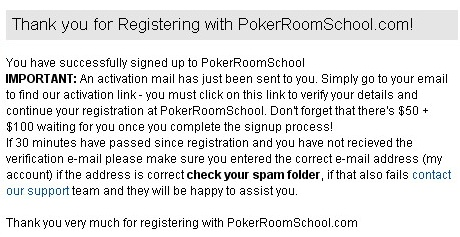 Thank you for Registering with PokerRoomSchool.com!
You have successfully signed up to PokerRoomSchool
IMPORTANT: An activation mail has just been sent to you. Simply go to your email
to find our activation link - you must click on this link to verify your details and
continue your registration at PokerRoomSchool. Don't forget that there's $50 +
$100 waiting for you once you complete the signup process!
If 30 minutes have passed since registration and you have not recieved the
verification e-mail please make sure you entered the correct e-mail address (my
account) if the address is correct check your spam folder, if that also fails contact
our support team and they will be happy to assist you.
Thank you very much for registering with PokerRoomSchool.com